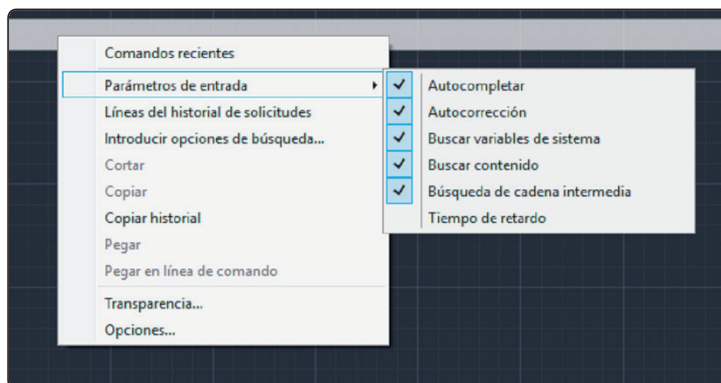 Comandos recientes
Parámetros de entrada
Líneas del historial de solicitudes
Introducir opciones de búsqueda...
Cortar
Copiar
Copiar historial
Pegar
Pegar en línea de comando
Transparencia...
Opciones...
Autocompletar
Autocorrección
Buscar variables de sistema
Buscar contenido
Búsqueda de cadena intermedia
Tiempo de retardo